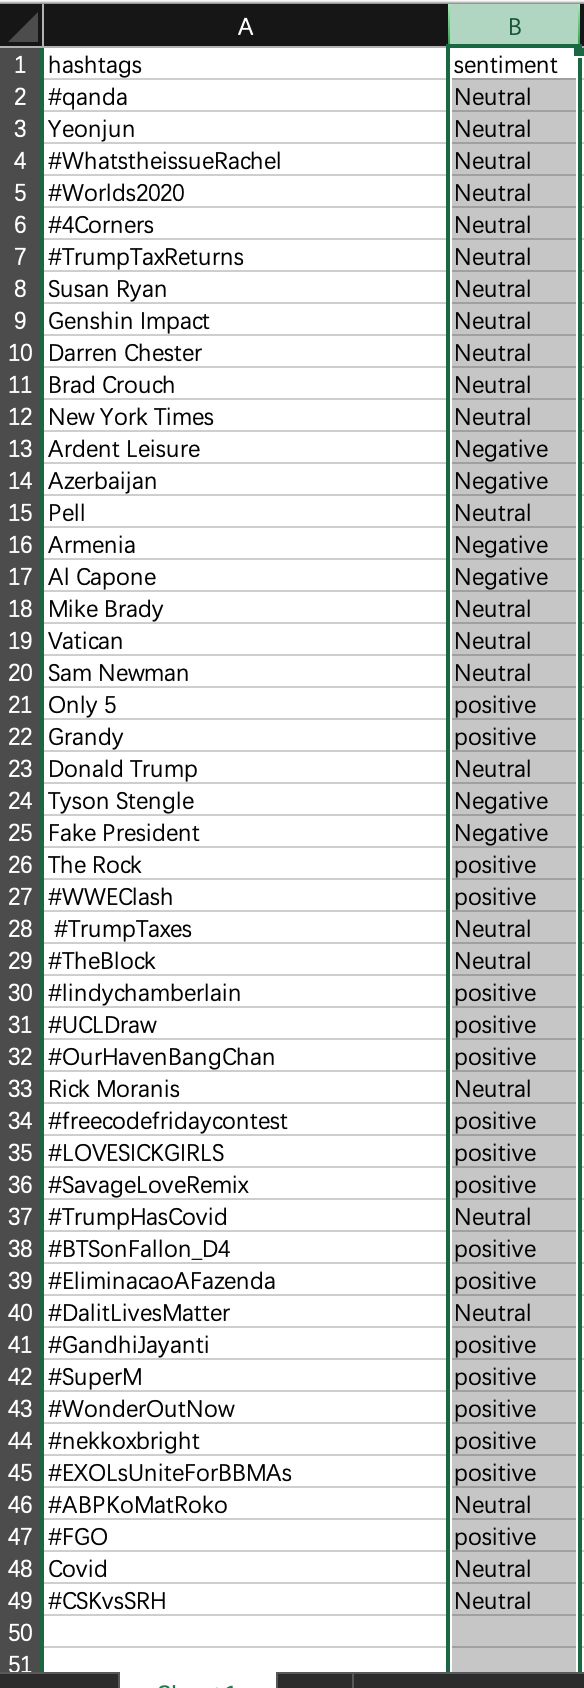 A B
1 hashtags sentiment
2 #qanda Neutral
3 Yeonjun Neutral
4 #WhatstheissueRachel Neutral
5 #Worlds2020 Neutral
6 #4Corners Neutral
7 #TrumpTaxReturns Neutral
8 Susan Ryan Neutral
9 Genshin Impact Neutral
10 Darren Chester Neutral
11 Brad Crouch Neutral
12 New York Times Neutral
13 Ardent Leisure Negative
14 Azerbaijan Negative
15 Pell Neutral
16 Armenia Negative
17 Al Capone Negative
18 Mike Brady Neutral
19 Vatican Neutral
20 Sam Newman Neutral
21 Only 5 positive
22 Grandy positive
23 Donald Trump Neutral
24 Tyson Stengle Negative
25 Fake President Negative
26 The Rock positive
27 #WWEClash positive
28 #TrumpTaxes Neutral
29 #TheBlock Neutral
30 #lindychamberlain positive
31 #UCLDraw positive
32 #OurHavenBangChan positive
33 Rick Moranis Neutral
34 #freecodefridaycontest positive
35 #LOVESICKGIRLS positive
36 #SavageLoveRemix positive
37 #TrumpHasCovid Neutral
38 #BTSonFallon_D4 positive
39 #EliminacaoAFazenda positive
40 #DalitLivesMatter Neutral
41 #GandhiJayanti positive
42 #SuperM positive
43 #WonderOutNow positive
44 #nekkoxbright positive
45 #EXOLsUniteForBBMAs positive
46 #ABPKoMatRoko Neutral
47 #FGO positive
48 Covid Neutral
49 #CSKvsSRH Neutral
50
51